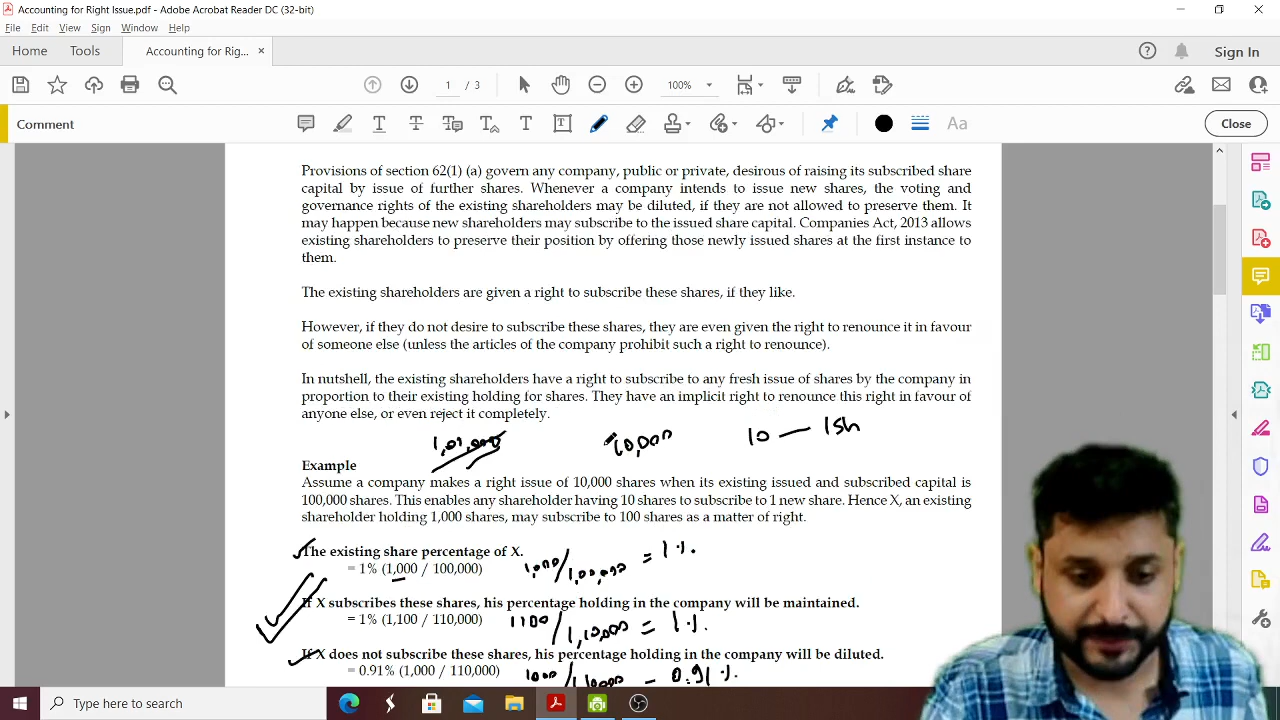 Accounting for Right Issue.pdf - Adobe Acrobat Reader DC (32-bit)
File Edit View Sign Window Help
Home Tools Accounting for Rig... × Sign In
1 / 3 100%
Comment Aa Close
Provisions of section 62(1) (a) govern any company, public or private, desirous of raising its subscribed share
capital by issue of further shares. Whenever a company intends to issue new shares, the voting and
governance rights of the existing shareholders may be diluted, if they are not allowed to preserve them. It
may happen because new shareholders may subscribe to the issued share capital. Companies Act, 2013 allows
existing shareholders to preserve their position by offering those newly issued shares at the first instance to
them.
The existing shareholders are given a right to subscribe these shares, if they like.
However, if they do not desire to subscribe these shares, they are even given the right to renounce it in favour
of someone else (unless the articles of the company prohibit such a right to renounce).
In nutshell, the existing shareholders have a right to subscribe to any fresh issue of shares by the company in
proportion to their existing holding for shares. They have an implicit right to renounce this right in favour of
anyone else, or even reject it completely.
10,000 10 — 1sh
Example
Assume a company makes a right issue of 10,000 shares when its existing issued and subscribed capital is
100,000 shares. This enables any shareholder having 10 shares to subscribe to 1 new share. Hence X, an existing
shareholder holding 1,000 shares, may subscribe to 100 shares as a matter of right.
The existing share percentage of X.
= 1% (1,000 / 100,000) 1,000/1,00,000 = 1%.
If X subscribes these shares, his percentage holding in the company will be maintained.
= 1% (1,100 / 110,000) 1100/1,10,000 = 1%.
If X does not subscribe these shares, his percentage holding in the company will be diluted.
= 0.91% (1,000 / 110,000) 1000/ = 0.91%.
Type here to search